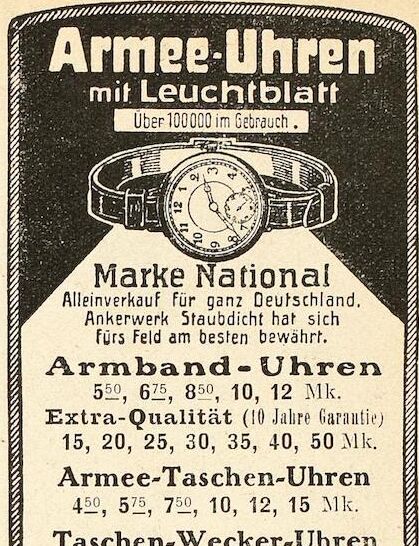 Armee-Uhren
mit Leuchtblatt
Über 100000 im Gebrauch.
Marke National
Alleinverkauf für ganz Deutschland.
Ankerwerk Staubdicht hat sich
fürs Feld am besten bewährt.
Armband-Uhren
5⁵⁰, 6⁷⁵, 8⁵⁰, 10, 12 Mk.
Extra-Qualität (10 Jahre Garantie)
15, 20, 25, 30, 35, 40, 50 Mk.
Armee-Taschen-Uhren
4⁵⁰, 5⁷⁵, 7⁵⁰, 10, 12, 15 Mk.
Taschen-Wecker-Uhren